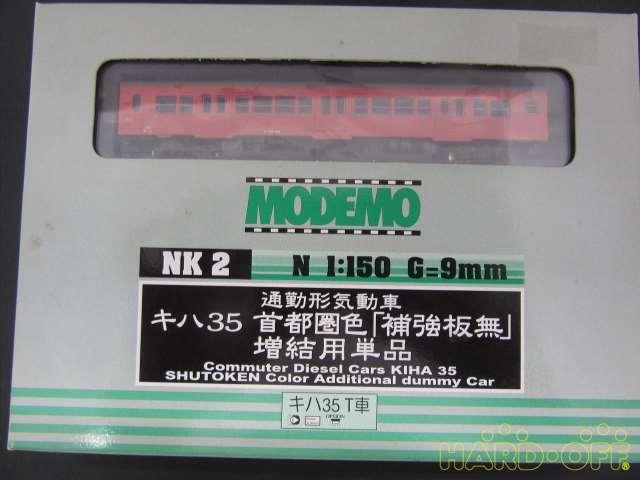 MODEMO
NK 2 N 1:150 G=9mm
通勤形気動車
キハ35 首都圏色「補強板無」
増結用単品
Commuter Diesel Cars KIHA 35
SHUTOKEN Color Additional dummy Car
キハ35 T車
DESIGN
HARD·OFF®